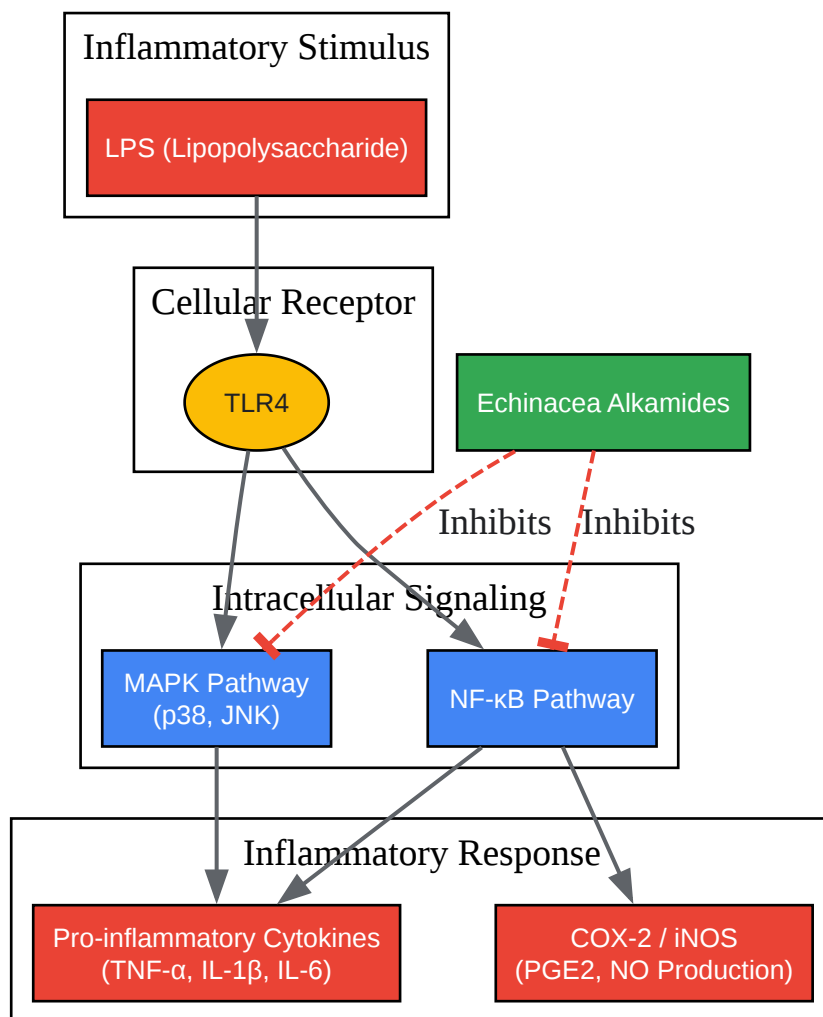 Inflammatory Stimulus
LPS (Lipopolysaccharide)
Cellular Receptor
TLR4
Echinacea Alkamides
Inhibits
Inhibits
Intracellular Signaling
MAPK Pathway
(p38, JNK)
NF-κB Pathway
Inflammatory Response
Pro-inflammatory Cytokines
(TNF-α, IL-1β, IL-6)
COX-2 / iNOS
(PGE2, NO Production)